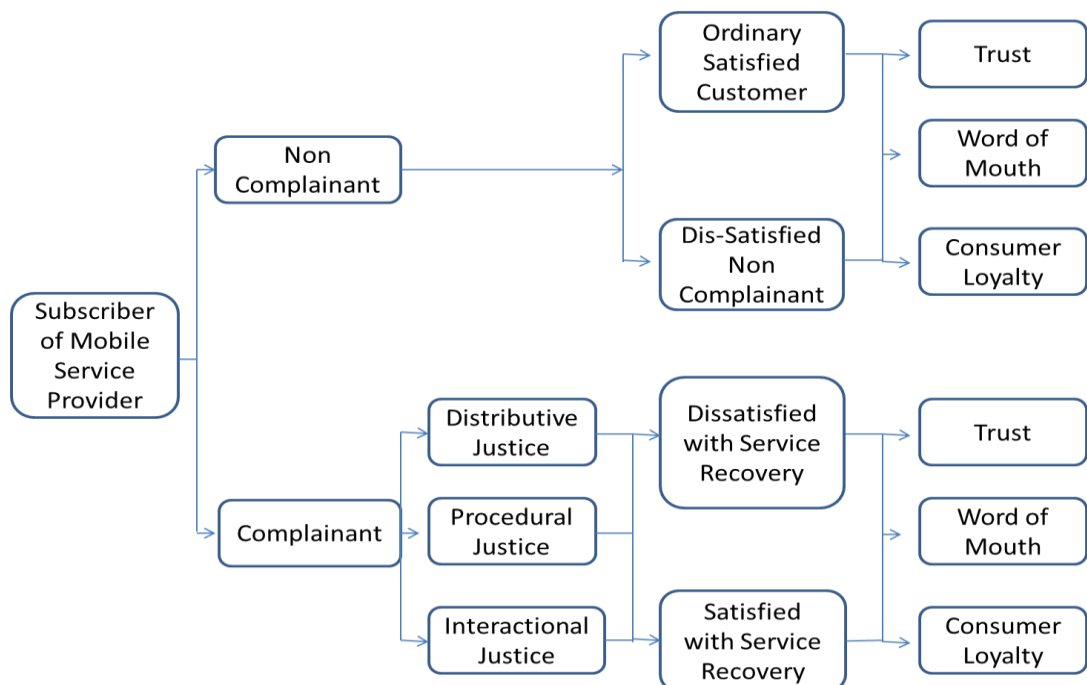 Subscriber
of Mobile
Service
Provider
Non
Complainant
Ordinary
Satisfied
Customer
Dis-Satisfied
Non
Complainant
Trust
Word of
Mouth
Consumer
Loyalty
Complainant
Distributive
Justice
Procedural
Justice
Interactional
Justice
Dissatisfied
with Service
Recovery
Satisfied
with Service
Recovery
Trust
Word of
Mouth
Consumer
Loyalty